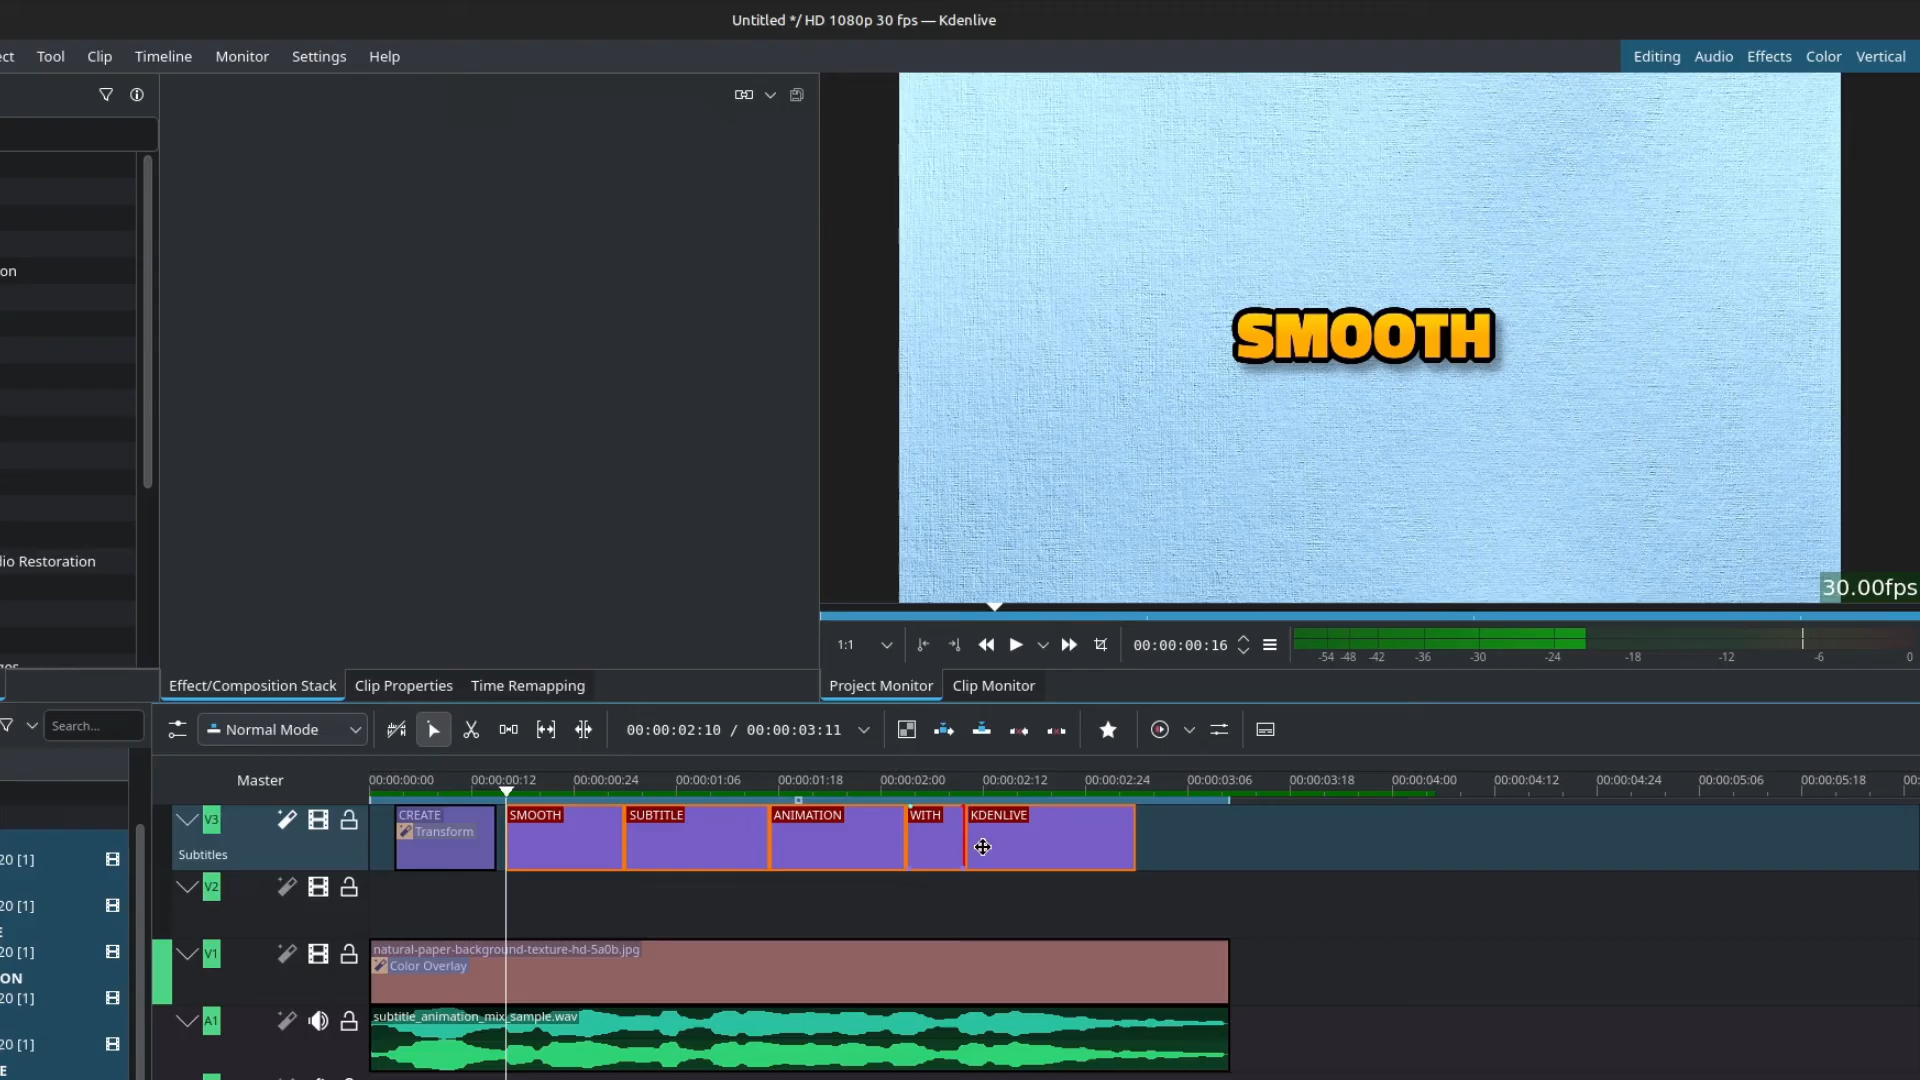 Untitled */ HD 1080p 30 fps — Kdenlive
ect Tool Clip Timeline Monitor Settings Help
Editing Audio Effects Color Vertical
on
dio Restoration
SMOOTH
30.00fps
1:1
00:00:00:16
-54 -48 -42 -36 -30 -24 -18 -12 -6 0
Effect/Composition Stack Clip Properties Time Remapping
Project Monitor Clip Monitor
Search...
Normal Mode
00:00:02:10 / 00:00:03:11
Master
00:00:00:00 00:00:00:12 00:00:00:24 00:00:01:06 00:00:01:18 00:00:02:00 00:00:02:12 00:00:02:24 00:00:03:06 00:00:03:18 00:00:04:00 00:00:04:12 00:00:04:24 00:00:05:06 00:00:05:18 00:
V3
Subtitles
CREATE
Transform
SMOOTH
SUBTITLE
ANIMATION
WITH
KDENLIVE
20 [1]
V2
20 [1]
E
V1
natural-paper-background-texture-hd-5a0b.jpg
Color Overlay
20 [1]
ON
20 [1]
A1
subtitle_animation_mix_sample.wav
20 [1]
E